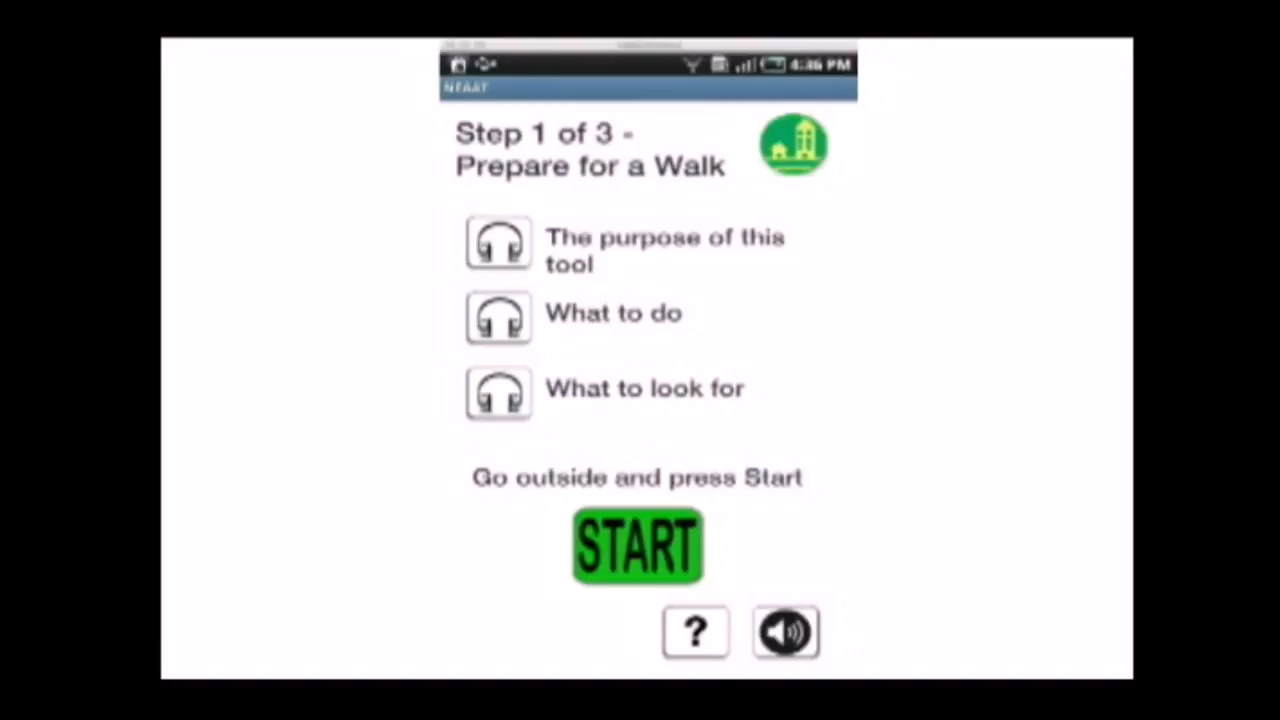 4:36 PM
NEAAT
Step 1 of 3 -
Prepare for a Walk
The purpose of this
tool
What to do
What to look for
Go outside and press Start
START
?